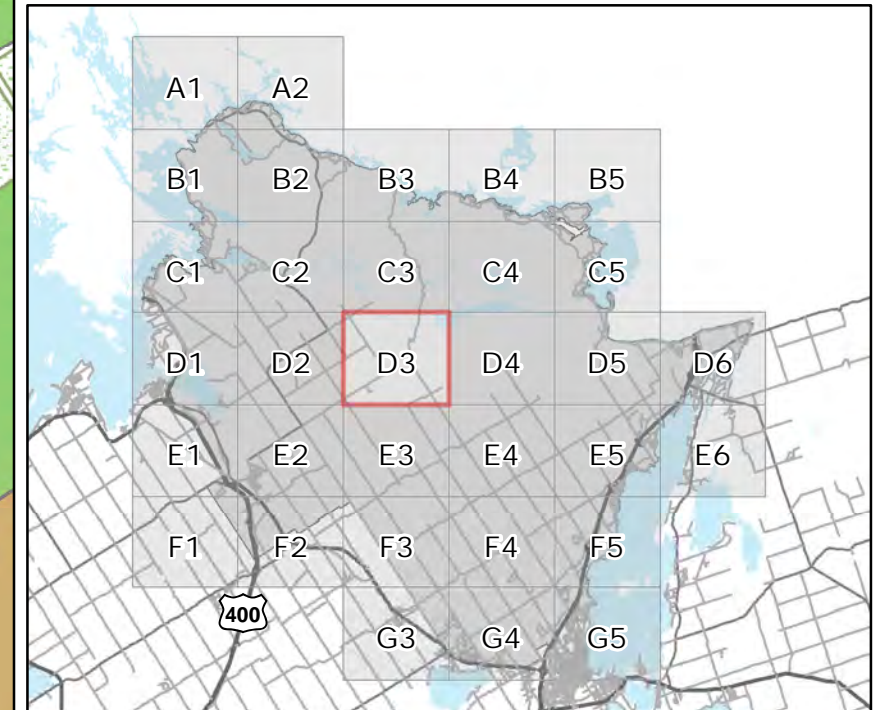 A1 A2
B1 B2 B3 B4 B5
C1 C2 C3 C4 C5
D1 D2 D3 D4 D5 D6
E1 E2 E3 E4 E5 E6
F1 F2 F3 F4 F5
400
G3 G4 G5